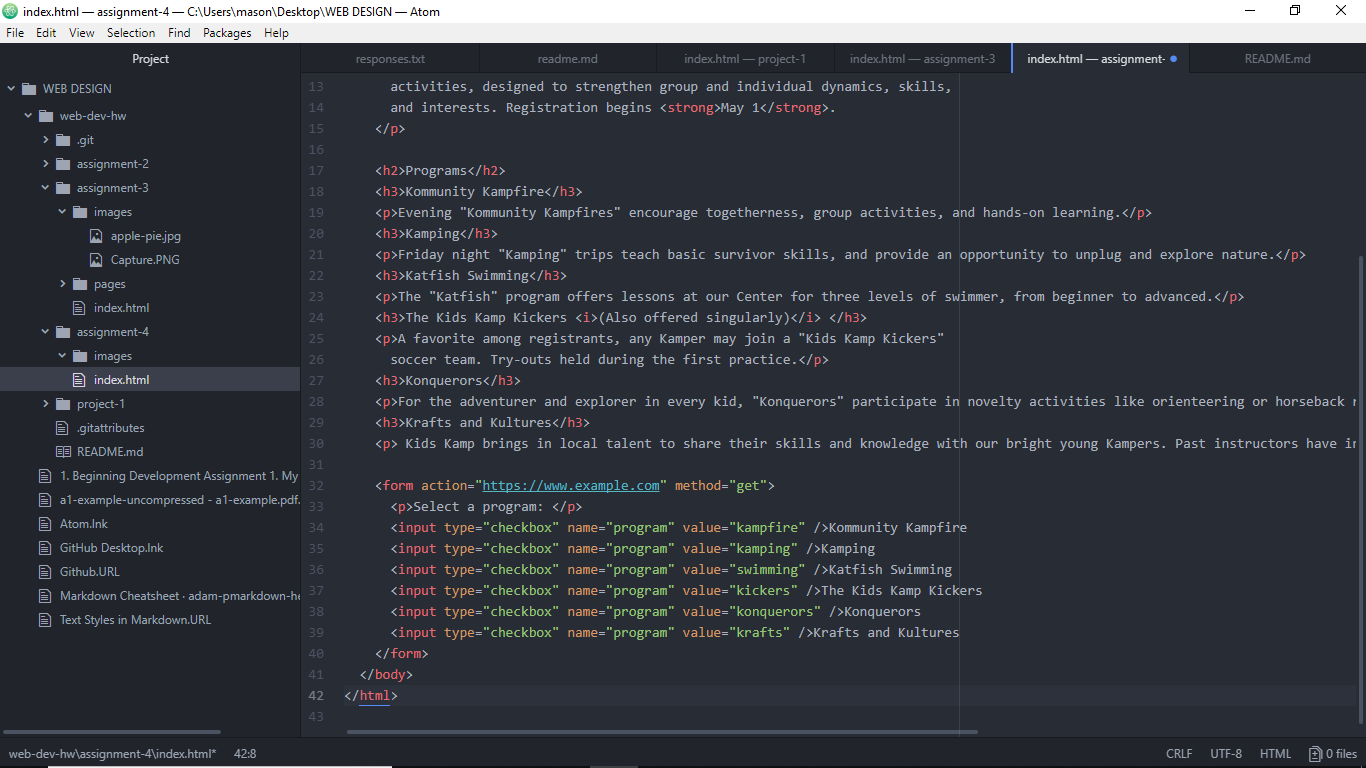 index.html — assignment-4 — C:\Users\mason\Desktop\WEB DESIGN — Atom
File Edit View Selection Find Packages Help
Project
WEB DESIGN
web-dev-hw
.git
assignment-2
assignment-3
images
apple-pie.jpg
Capture.PNG
pages
index.html
assignment-4
images
index.html
project-1
.gitattributes
README.md
1. Beginning Development Assignment 1. My
a1-example-uncompressed - a1-example.pdf.
Atom.lnk
GitHub Desktop.lnk
Github.URL
Markdown Cheatsheet · adam-pmarkdown-he
Text Styles in Markdown.URL
responses.txt readme.md index.html — project-1 index.html — assignment-3 index.html — assignment- README.md
13 activities, designed to strengthen group and individual dynamics, skills,
14 and interests. Registration begins <strong>May 1</strong>.
15 </p>
16
17 <h2>Programs</h2>
18 <h3>Kommunity Kampfire</h3>
19 <p>Evening "Kommunity Kampfires" encourage togetherness, group activities, and hands-on learning.</p>
20 <h3>Kamping</h3>
21 <p>Friday night "Kamping" trips teach basic survivor skills, and provide an opportunity to unplug and explore nature.</p>
22 <h3>Katfish Swimming</h3>
23 <p>The "Katfish" program offers lessons at our Center for three levels of swimmer, from beginner to advanced.</p>
24 <h3>The Kids Kamp Kickers <i>(Also offered singularly)</i> </h3>
25 <p>A favorite among registrants, any Kamper may join a "Kids Kamp Kickers"
26 soccer team. Try-outs held during the first practice.</p>
27 <h3>Konquerors</h3>
28 <p>For the adventurer and explorer in every kid, "Konquerors" participate in novelty activities like orienteering or horseback r
29 <h3>Krafts and Kultures</h3>
30 <p> Kids Kamp brings in local talent to share their skills and knowledge with our bright young Kampers. Past instructors have in
31
32 <form action="https://www.example.com" method="get">
33 <p>Select a program: </p>
34 <input type="checkbox" name="program" value="kampfire" />Kommunity Kampfire
35 <input type="checkbox" name="program" value="kamping" />Kamping
36 <input type="checkbox" name="program" value="swimming" />Katfish Swimming
37 <input type="checkbox" name="program" value="kickers" />The Kids Kamp Kickers
38 <input type="checkbox" name="program" value="konquerors" />Konquerors
39 <input type="checkbox" name="program" value="krafts" />Krafts and Kultures
40 </form>
41 </body>
42 </html>
43
web-dev-hw\assignment-4\index.html* 42:8 CRLF UTF-8 HTML 0 files